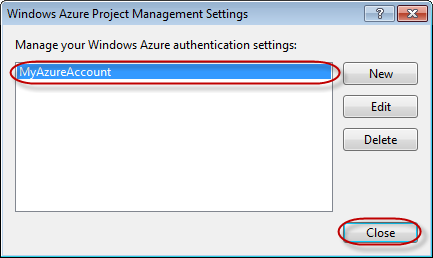 Windows Azure Project Management Settings
Manage your Windows Azure authentication settings:
MyAzureAccount
New
Edit
Delete
Close